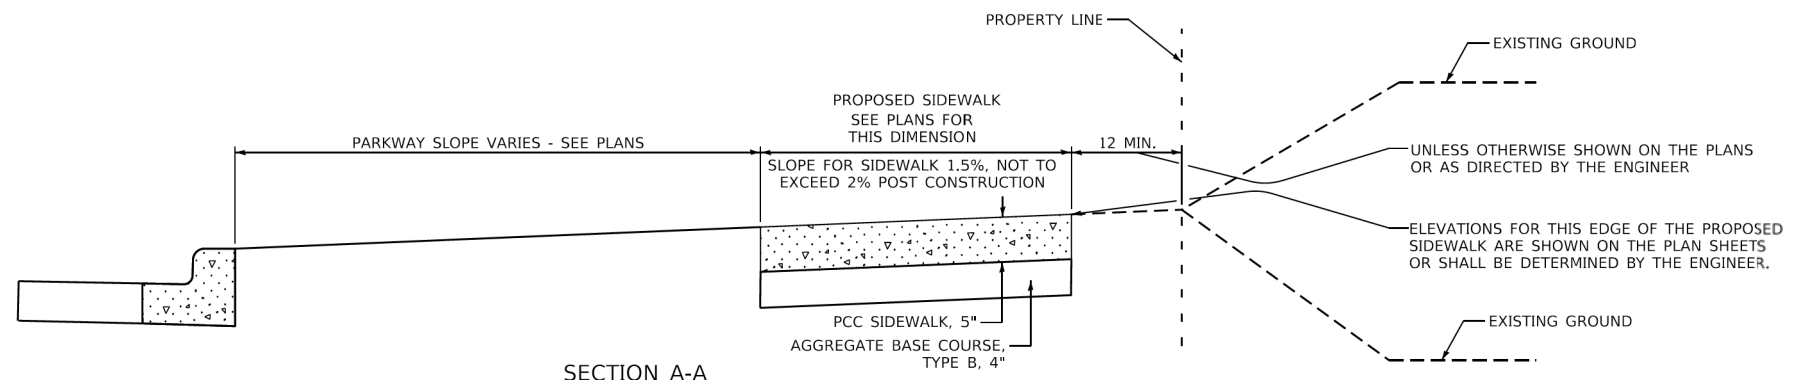 PROPERTY LINE
EXISTING GROUND
PROPOSED SIDEWALK
SEE PLANS FOR
THIS DIMENSION
PARKWAY SLOPE VARIES - SEE PLANS
12 MIN.
UNLESS OTHERWISE SHOWN ON THE PLANS
OR AS DIRECTED BY THE ENGINEER
SLOPE FOR SIDEWALK 1.5%, NOT TO
EXCEED 2% POST CONSTRUCTION
ELEVATIONS FOR THIS EDGE OF THE PROPOSED
SIDEWALK ARE SHOWN ON THE PLAN SHEETS
OR SHALL BE DETERMINED BY THE ENGINEER.
PCC SIDEWALK, 5"
EXISTING GROUND
AGGREGATE BASE COURSE,
TYPE B, 4"
SECTION A-A